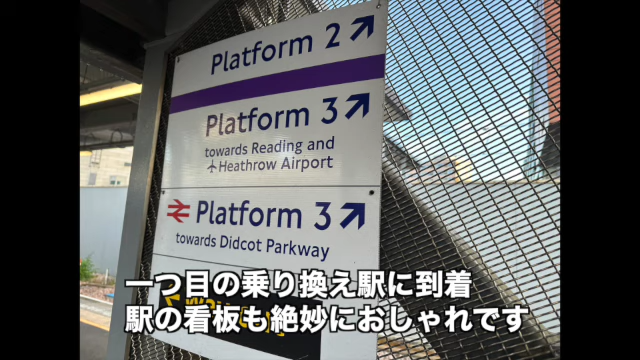 Platform 2
Platform 3
towards Reading and
Heathrow Airport
Platform 3
towards Didcot Parkway
一つ目の乗り換え駅に到着
駅の看板も絶妙におしゃれです